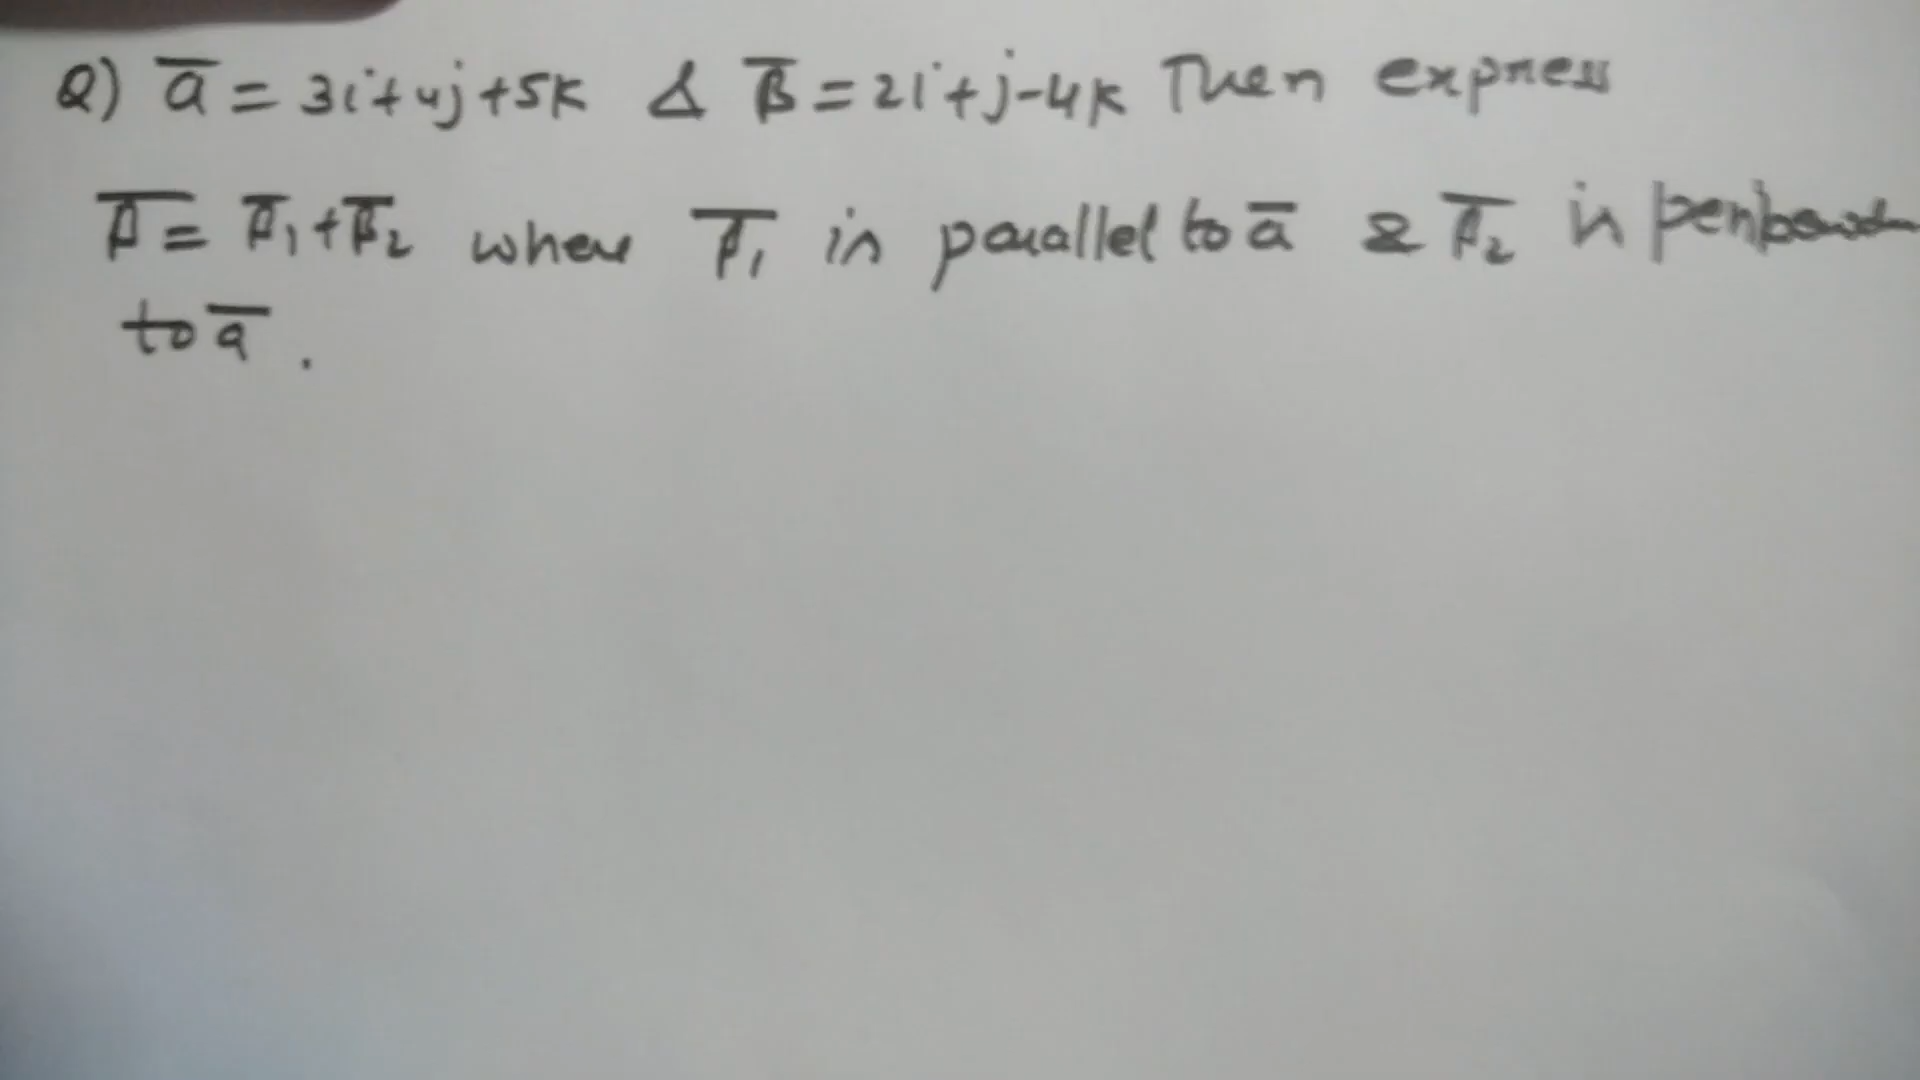 Q) a̅ = 3i+4j+5k & B̅ = 2i+j-4k Then express
B̅ = B̅₁+B̅₂ where B̅₁ is parallel to a̅ & B̅₂ is
to a̅.